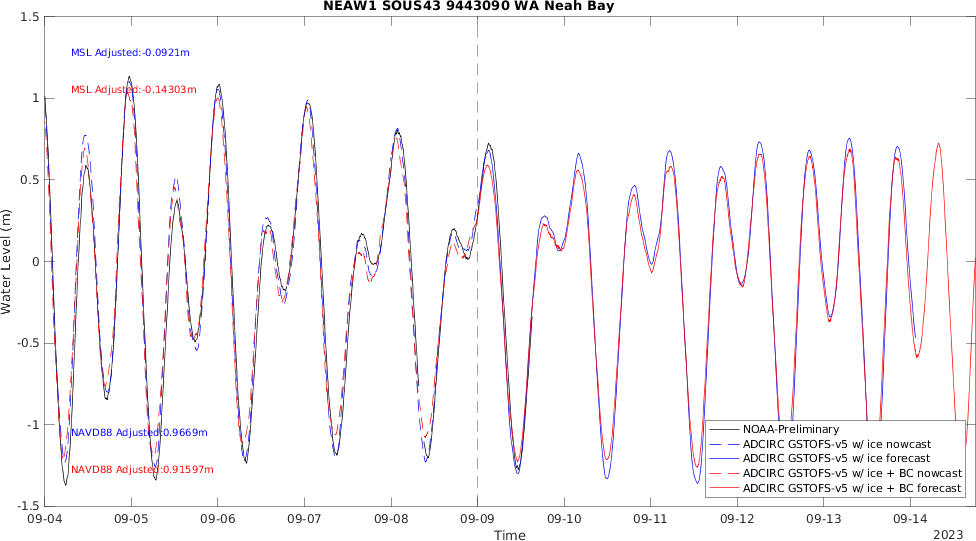 NEAW1 SOUS43 9443090 WA Neah Bay
1.5
1
0.5
0
-0.5
-1
-1.5
Water Level (m)
MSL Adjusted:-0.0921m
MSL Adjusted:-0.14303m
NAVD88 Adjusted:0.9669m
NAVD88 Adjusted:0.91597m
NOAA-Preliminary
ADCIRC GSTOFS-v5 w/ ice nowcast
ADCIRC GSTOFS-v5 w/ ice forecast
ADCIRC GSTOFS-v5 w/ ice + BC nowcast
ADCIRC GSTOFS-v5 w/ ice + BC forecast
09-04 09-05 09-06 09-07 09-08 09-09 09-10 09-11 09-12 09-13 09-14
Time
2023